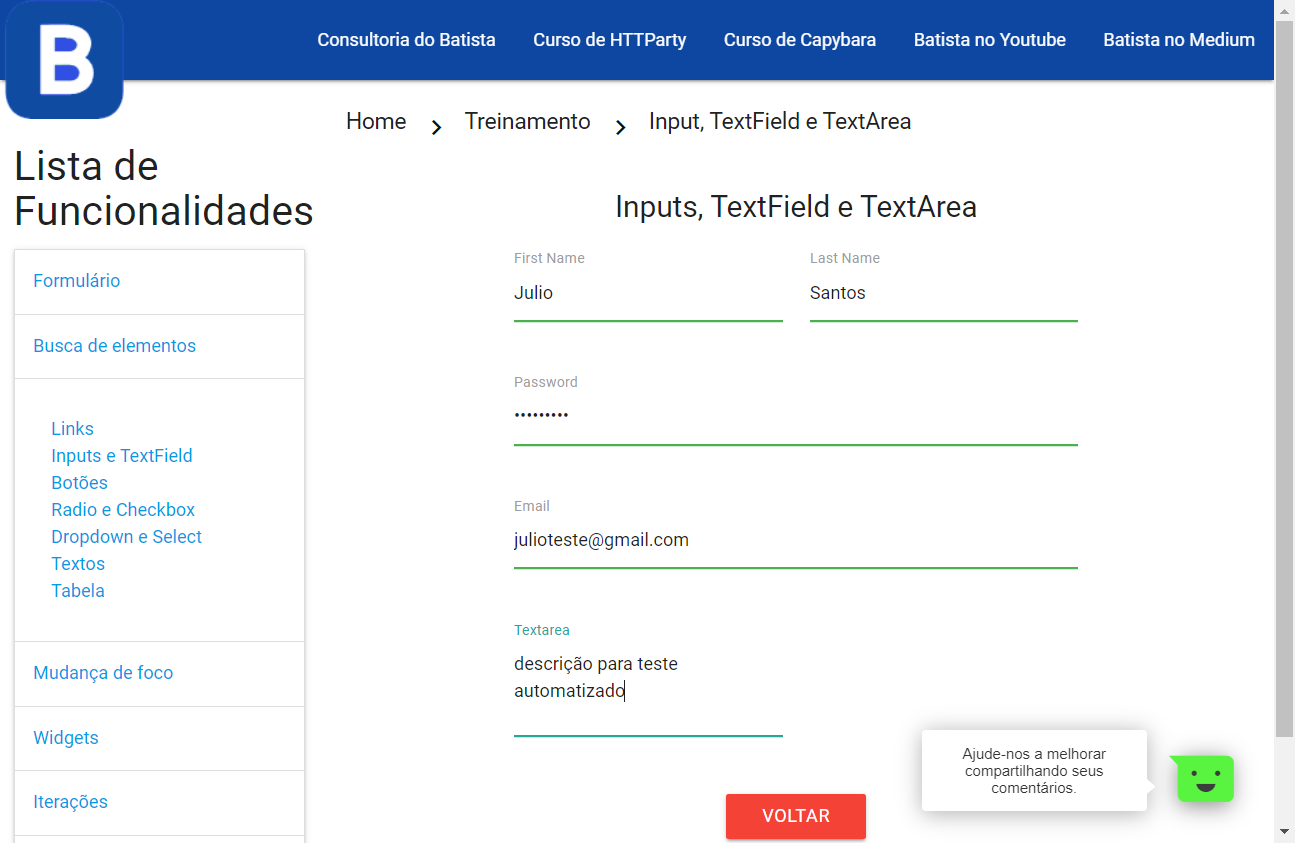 B
Consultoria do Batista
Curso de HTTParty
Curso de Capybara
Batista no Youtube
Batista no Medium
Home
Treinamento
Input, TextField e TextArea
Lista de
Funcionalidades
Formulário
Busca de elementos
Links
Inputs e TextField
Botões
Radio e Checkbox
Dropdown e Select
Textos
Tabela
Mudança de foco
Widgets
Iterações
Inputs, TextField e TextArea
First Name
Julio
Last Name
Santos
Password
•••••••••
Email
julioteste@gmail.com
Textarea
descrição para teste
automatizado
VOLTAR
Ajude-nos a melhorar
compartilhando seus
comentários.